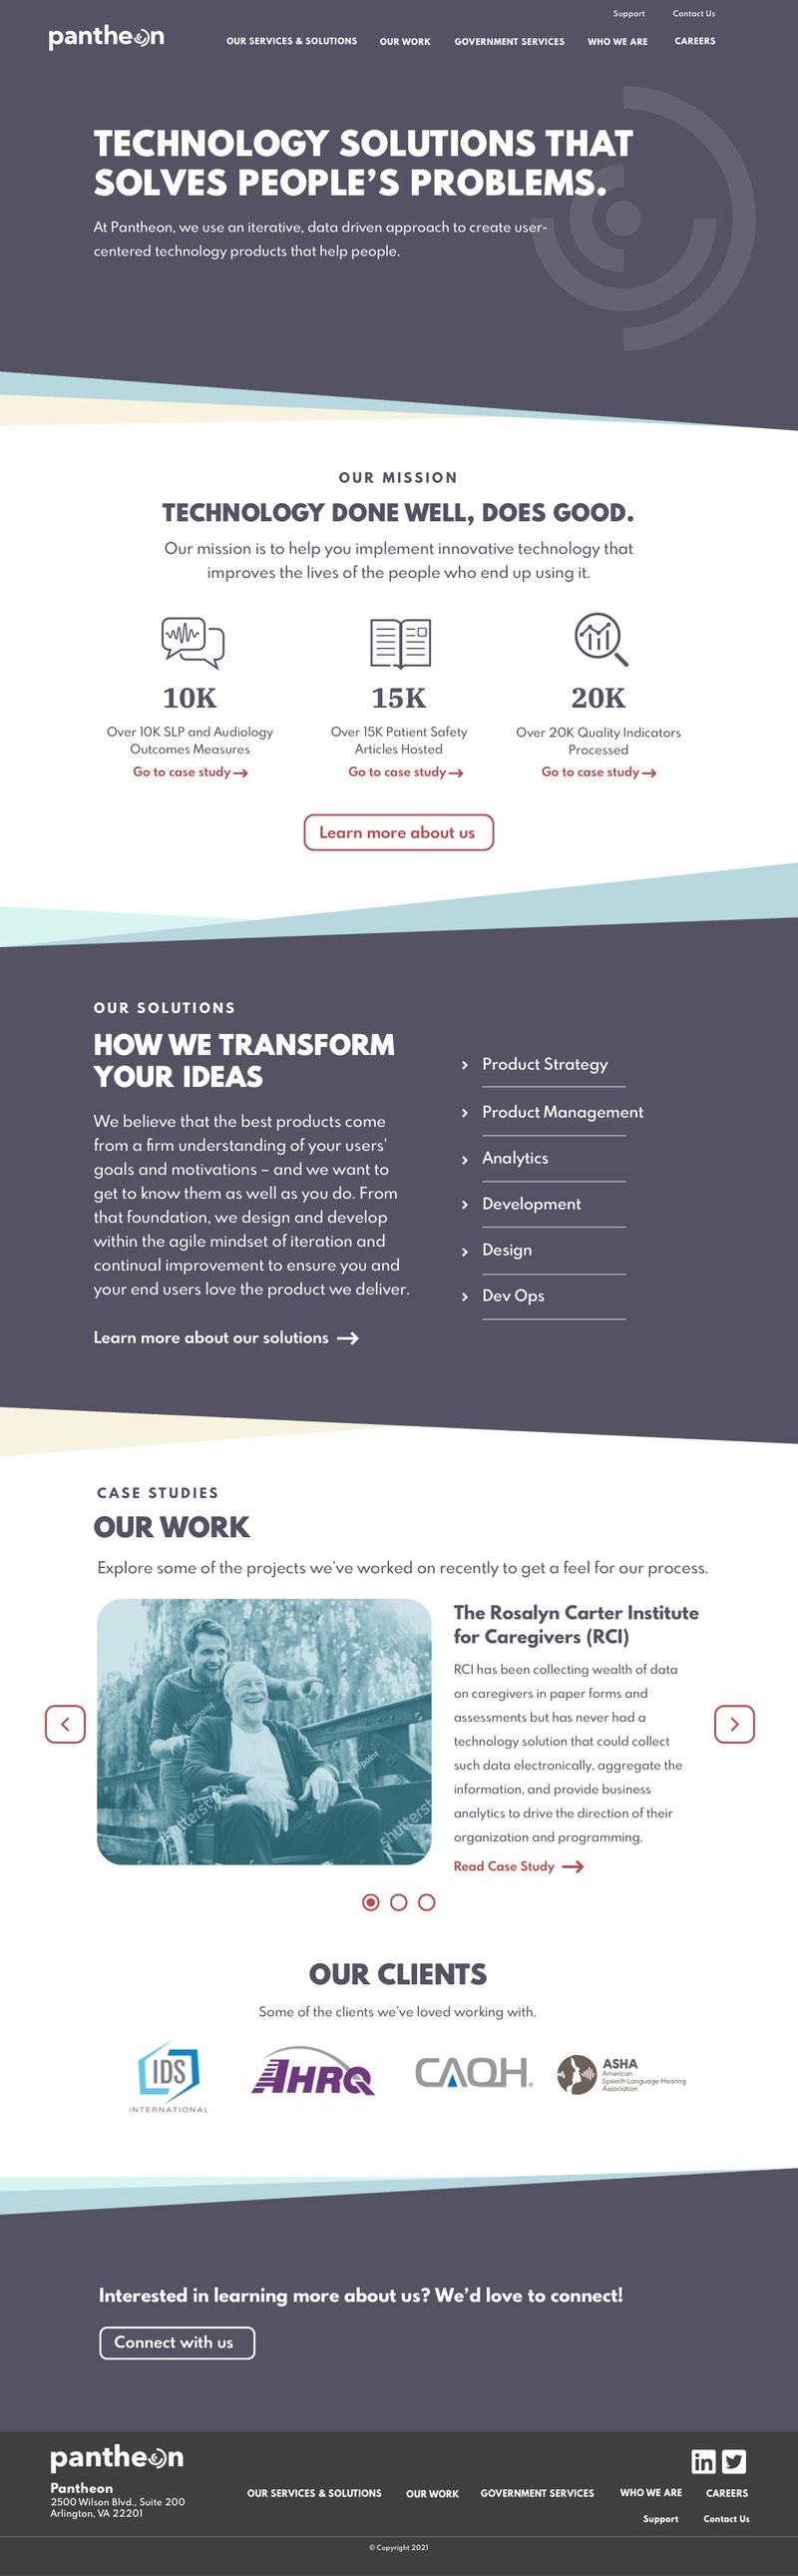 Support Contact Us
pantheon
OUR SERVICES & SOLUTIONS OUR WORK GOVERNMENT SERVICES WHO WE ARE CAREERS
TECHNOLOGY SOLUTIONS THAT
SOLVES PEOPLE'S PROBLEMS.
At Pantheon, we use an iterative, data driven approach to create user-
centered technology products that help people.
OUR MISSION
TECHNOLOGY DONE WELL, DOES GOOD.
Our mission is to help you implement innovative technology that
improves the lives of the people who end up using it.
10K
Over 10K SLP and Audiology
Outcomes Measures
Go to case study
15K
Over 15K Patient Safety
Articles Hosted
Go to case study
20K
Over 20K Quality Indicators
Processed
Go to case study
Learn more about us
OUR SOLUTIONS
HOW WE TRANSFORM
YOUR IDEAS
We believe that the best products come
from a firm understanding of your users'
goals and motivations – and we want to
get to know them as well as you do. From
that foundation, we design and develop
within the agile mindset of iteration and
continual improvement to ensure you and
your end users love the product we deliver.
Learn more about our solutions
Product Strategy
Product Management
Analytics
Development
Design
Dev Ops
CASE STUDIES
OUR WORK
Explore some of the projects we've worked on recently to get a feel for our process.
Halfpoint
Halfpoint
shutterstock
shutterst
The Rosalyn Carter Institute
for Caregivers (RCI)
RCI has been collecting wealth of data
on caregivers in paper forms and
assessments but has never had a
technology solution that could collect
such data electronically, aggregate the
information, and provide business
analytics to drive the direction of their
organization and programming.
Read Case Study
OUR CLIENTS
Some of the clients we've loved working with.
IDS
INTERNATIONAL
AHRQ
CAQH®
ASHA
American
Speech-Language-Hearing
Association
Interested in learning more about us? We'd love to connect!
Connect with us
pantheon
Pantheon
2500 Wilson Blvd., Suite 200
Arlington, VA 22201
in
OUR SERVICES & SOLUTIONS OUR WORK GOVERNMENT SERVICES WHO WE ARE CAREERS
Support Contact Us
© Copyright 2021